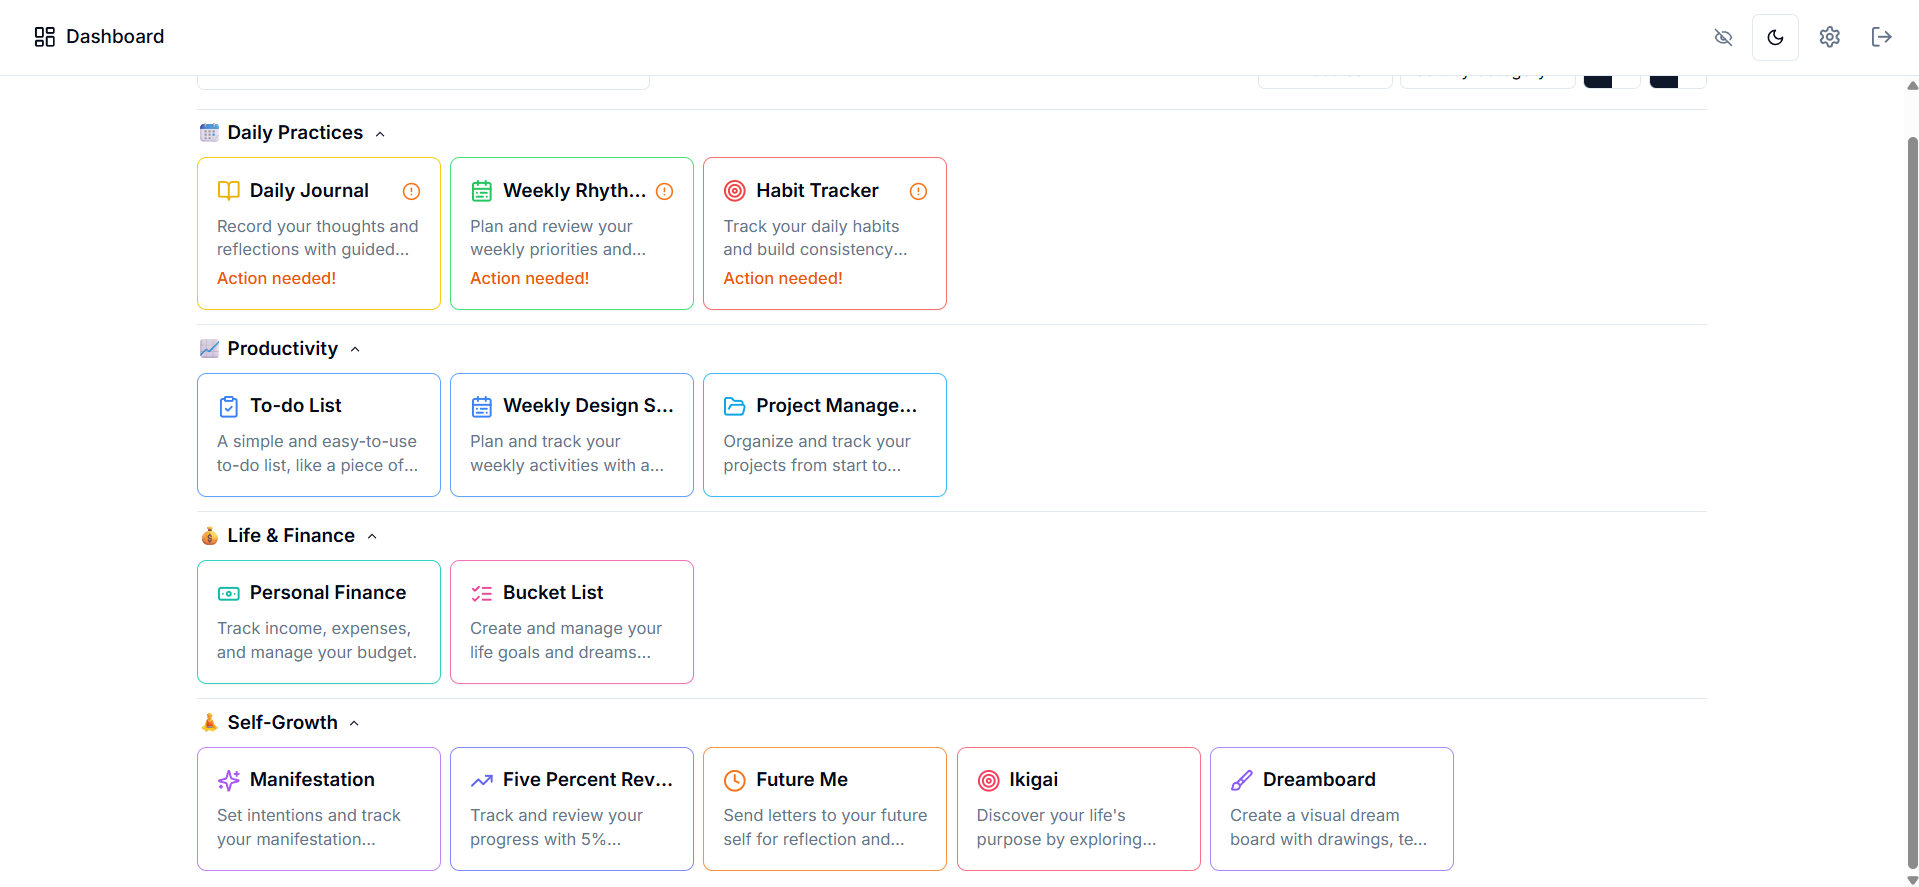 Dashboard
Daily Practices
Daily Journal
Record your thoughts and
reflections with guided...
Action needed!
Weekly Rhyth...
Plan and review your
weekly priorities and...
Action needed!
Habit Tracker
Track your daily habits
and build consistency...
Action needed!
Productivity
To-do List
A simple and easy-to-use
to-do list, like a piece of...
Weekly Design S...
Plan and track your
weekly activities with a...
Project Manage...
Organize and track your
projects from start to...
Life & Finance
Personal Finance
Track income, expenses,
and manage your budget.
Bucket List
Create and manage your
life goals and dreams...
Self-Growth
Manifestation
Set intentions and track
your manifestation...
Five Percent Rev...
Track and review your
progress with 5%...
Future Me
Send letters to your future
self for reflection and...
Ikigai
Discover your life's
purpose by exploring...
Dreamboard
Create a visual dream
board with drawings, te...